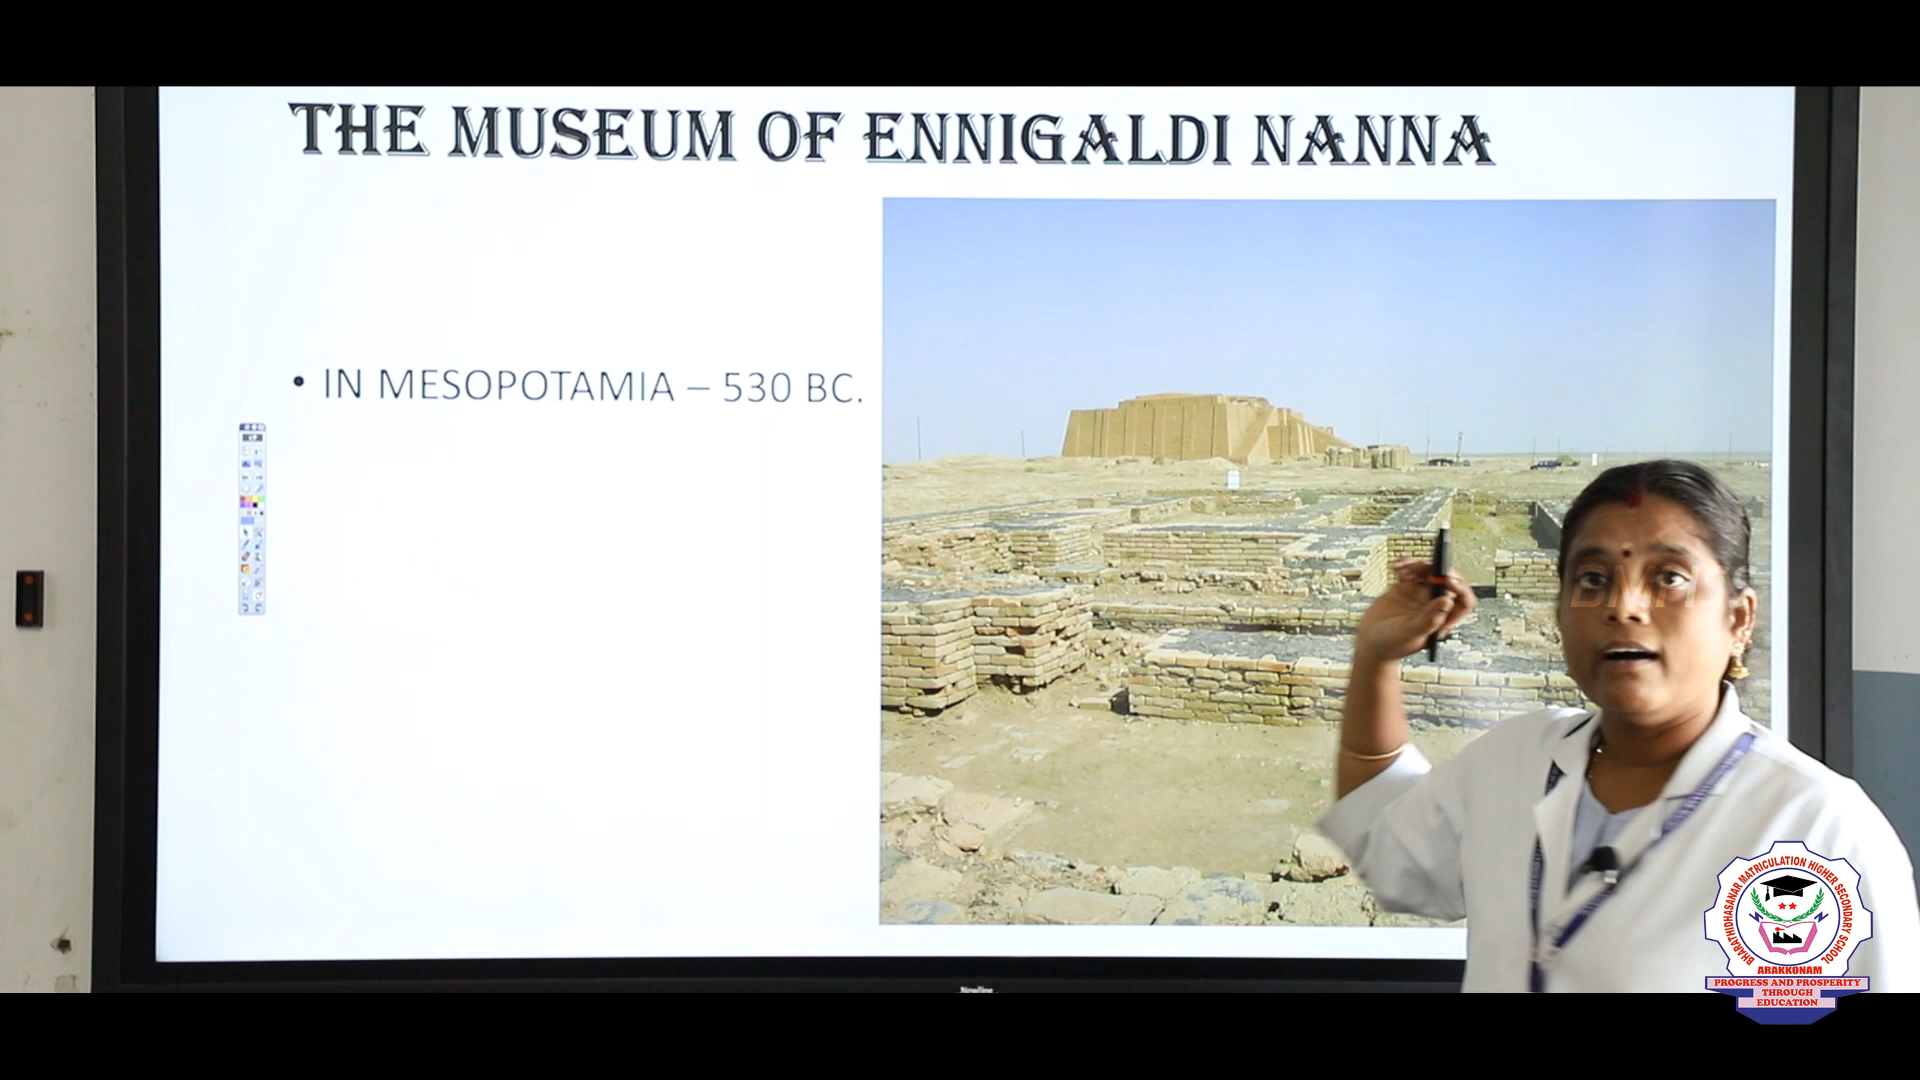 THE MUSEUM OF ENNIGALDI NANNA
• IN MESOPOTAMIA – 530 BC.
Newline
BHARATHIDHASANAR MATRICULATION HIGHER SECONDARY SCHOOL
ARAKKONAM
PROGRESS AND PROSPERITY
THROUGH
EDUCATION